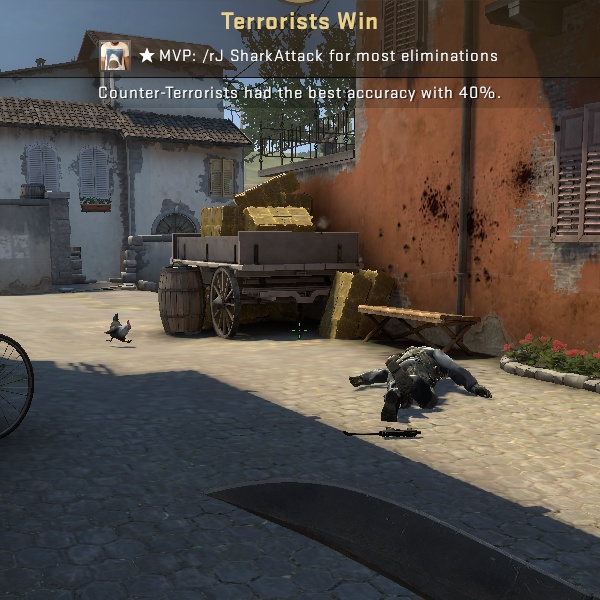 Terrorists Win
★ MVP: /rJ SharkAttack for most eliminations
Counter-Terrorists had the best accuracy with 40%.